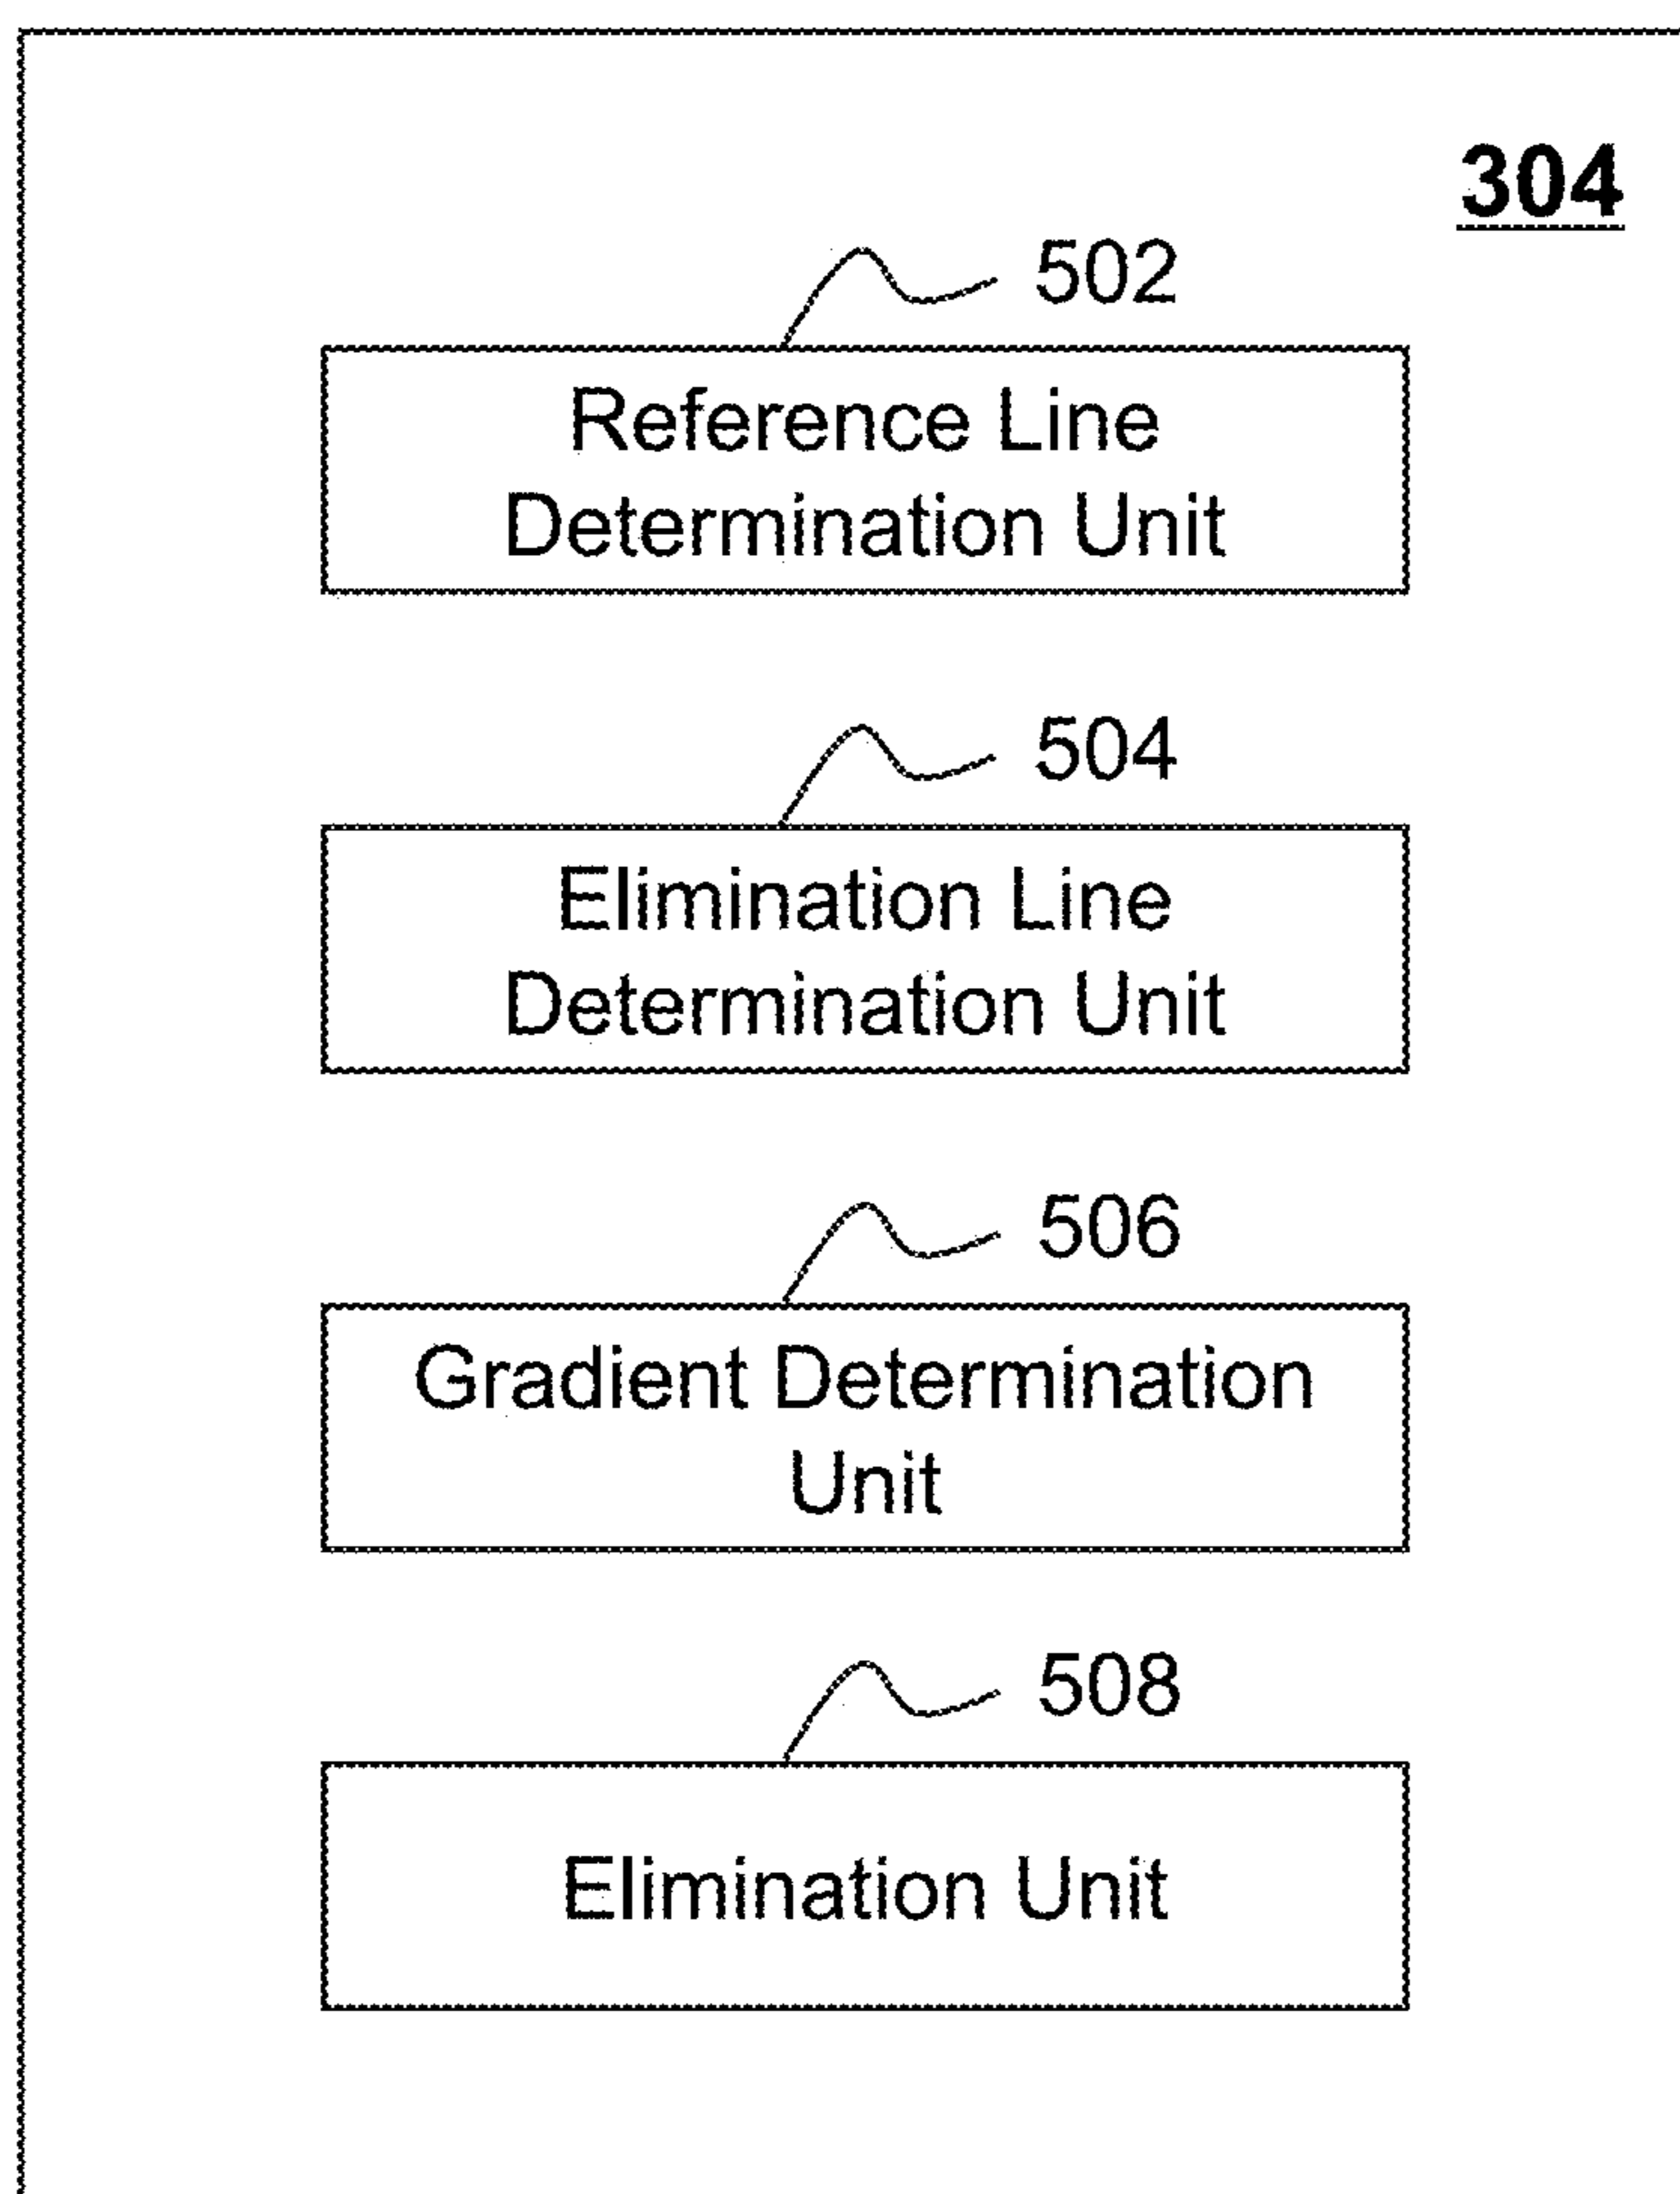 304
502
Reference Line
Determination Unit
504
Elimination Line
Determination Unit
506
Gradient Determination
Unit
508
Elimination Unit